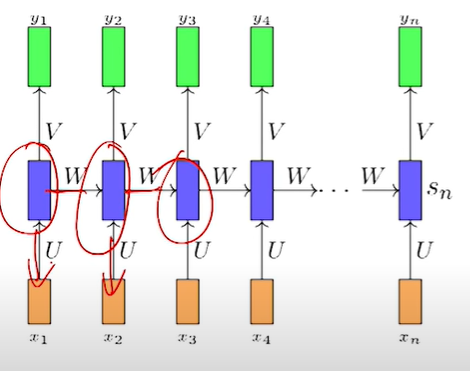 y₁ y₂ y₃ y₄ yₙ
V V V V V
W W W W ... W sₙ
U U U U U
x₁ x₂ x₃ x₄ xₙ